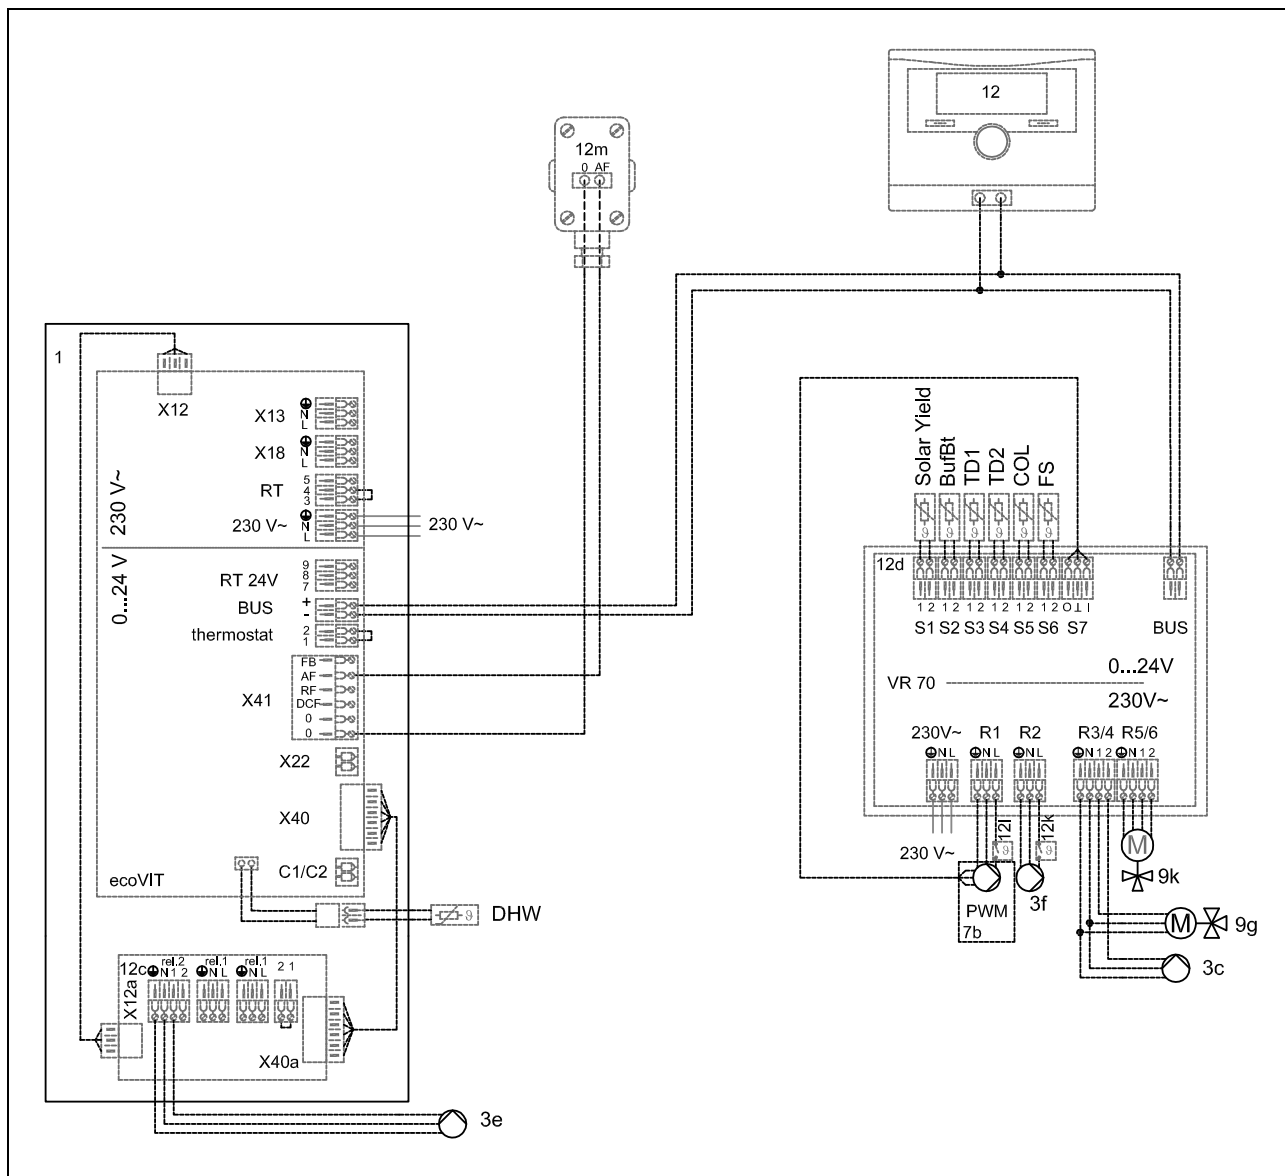 12
12m
0 AF
1
X12
X13
N
L
X18
N
L
RT
5
4
3
230 V~
N
L
230 V~
230 V~
0...24 V
RT 24V
9
8
7
BUS
+
-
thermostat
2
1
X41
FB
AF
RF
DCF
0
0
X22
X40
C1/C2
ecoVIT
DHW
12c
rel.2
N 1 2
rel.1
N L
rel.1
N L
2 1
X12a
X40a
3e
Solar Yield
BufBt
TD1
TD2
COL
FS
12d
1 2
1 2
1 2
1 2
1 2
1 2
O ⊥ I
S1
S2
S3
S4
S5
S6
S7
BUS
0...24V
VR 70
230V~
230V~
R1
R2
R3/4
R5/6
N L
N L
N L
N 1 2
N 1 2
230 V~
12l
12k
PWM
7b
3f
M
9k
M
9g
3c